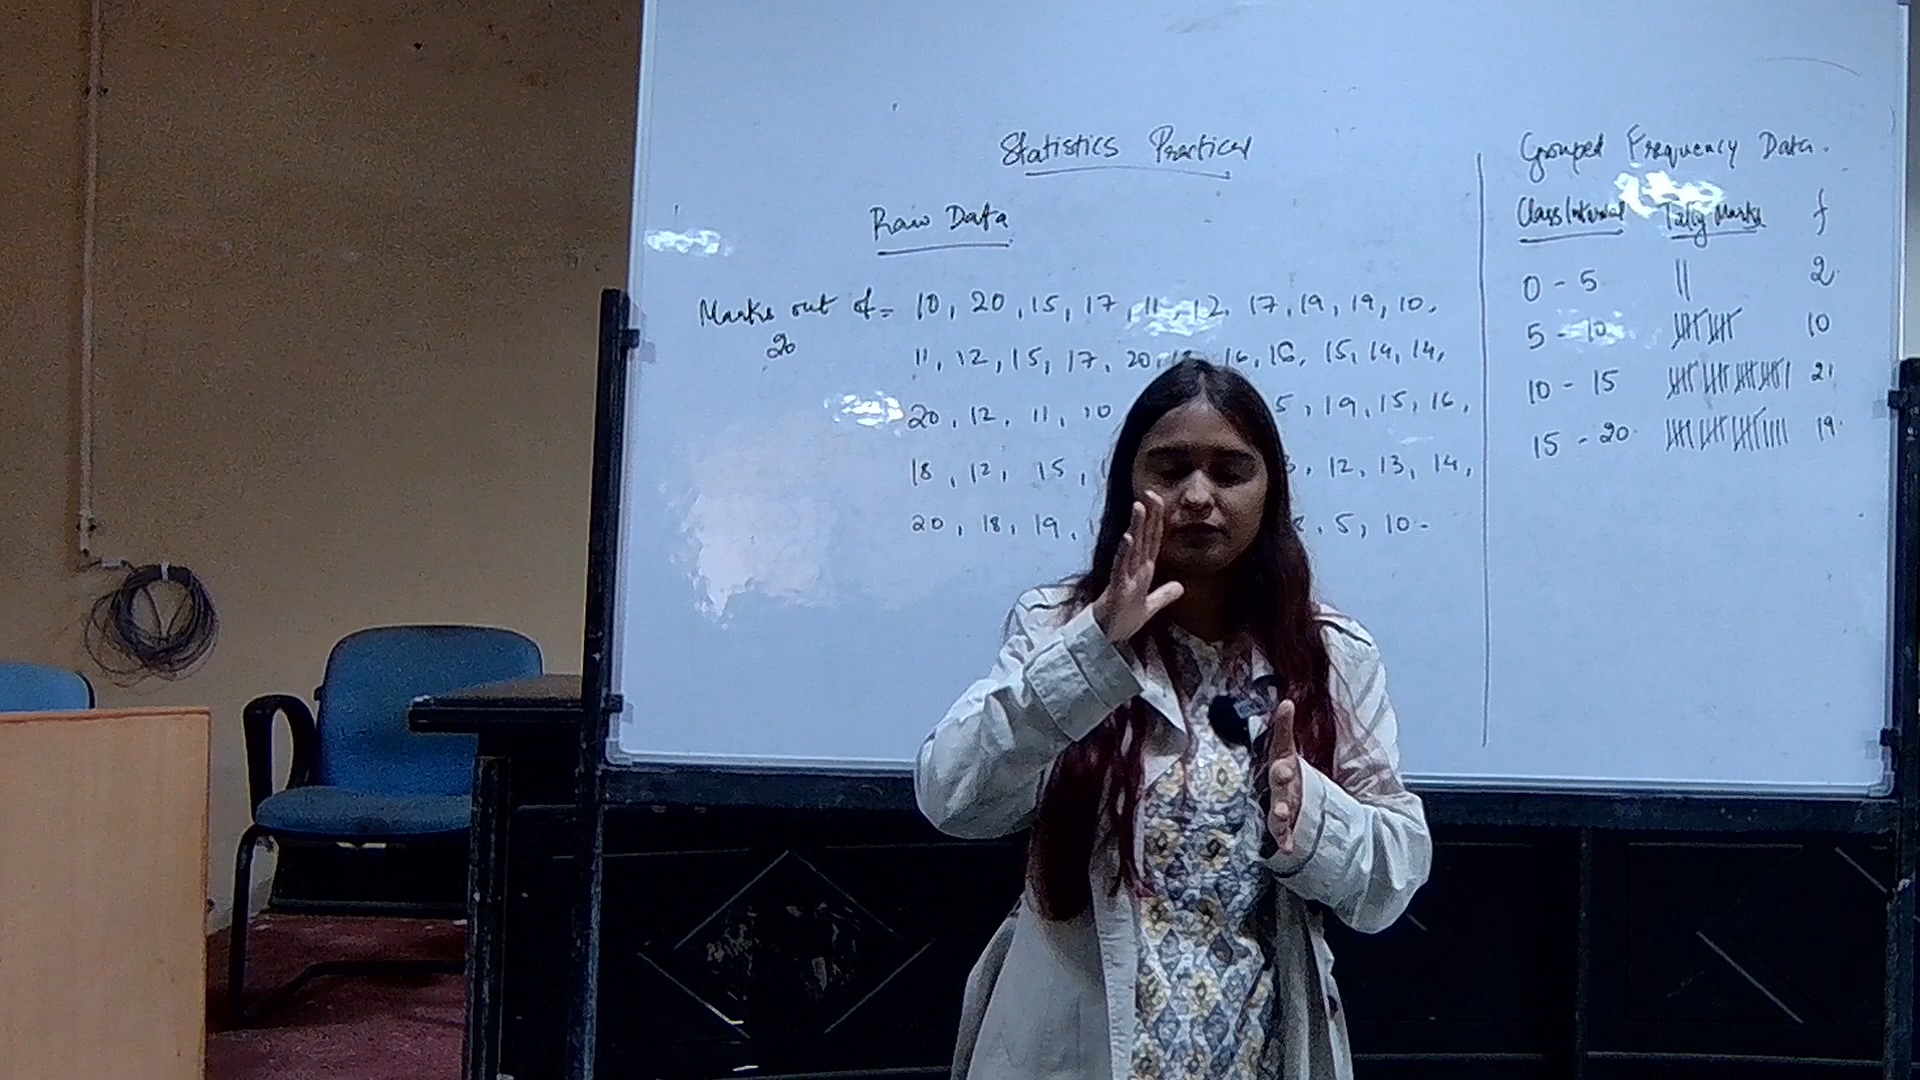 Statistics Practical
Raw Data
Marks out of = 10, 20, 15, 17, 11, 12, 17, 19, 19, 10,
20
11, 12, 15, 17, 20, 16, 18, 15, 14, 14,
20, 12, 11, 10 5, 19, 15, 16,
18, 12, 15, 12, 13, 14,
20, 18, 19, 5, 10.
Grouped Frequency Data.
Class Interval Tally Marks f
0 - 5 || 2
5 - 10 10
10 - 15 21
15 - 20 19